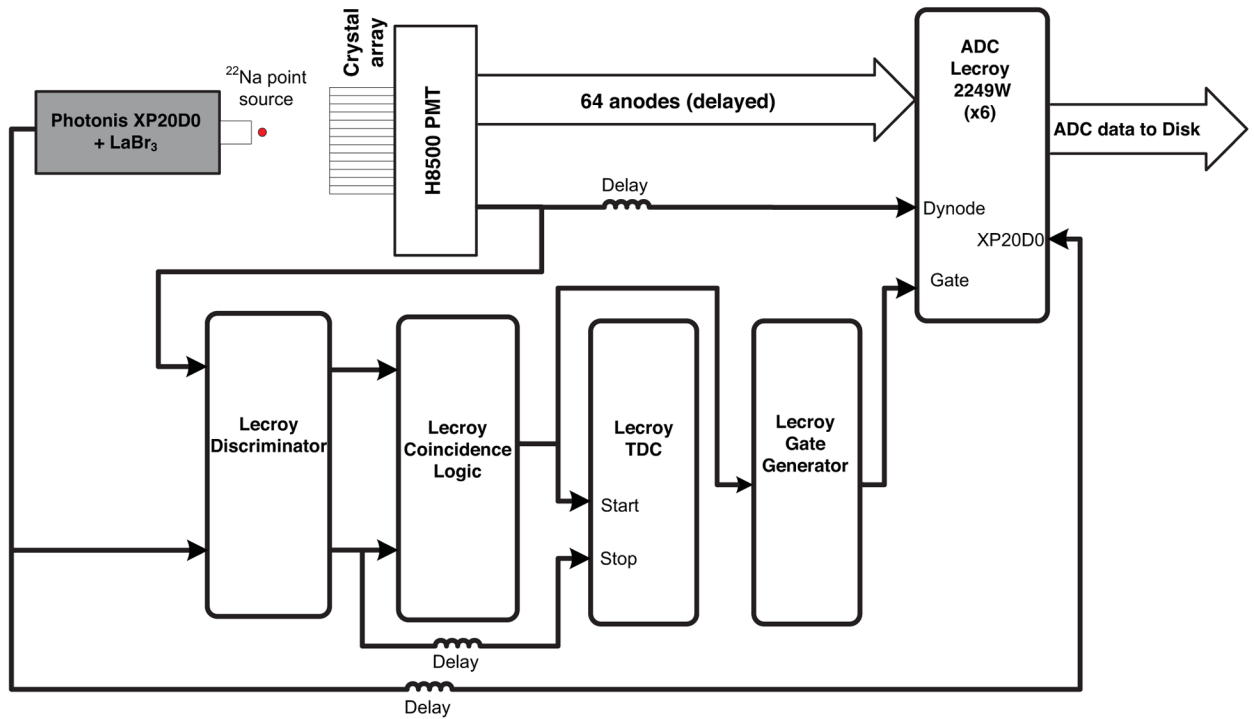 Crystal
array
²²Na point
source
Photonis XP20D0
+ LaBr₃
H8500 PMT
64 anodes (delayed)
ADC
Lecroy
2249W
(x6)
ADC data to Disk
Delay
Dynode
XP20D0
Gate
Lecroy
Discriminator
Lecroy
Coincidence
Logic
Lecroy
TDC
Start
Stop
Lecroy
Gate
Generator
Delay
Delay